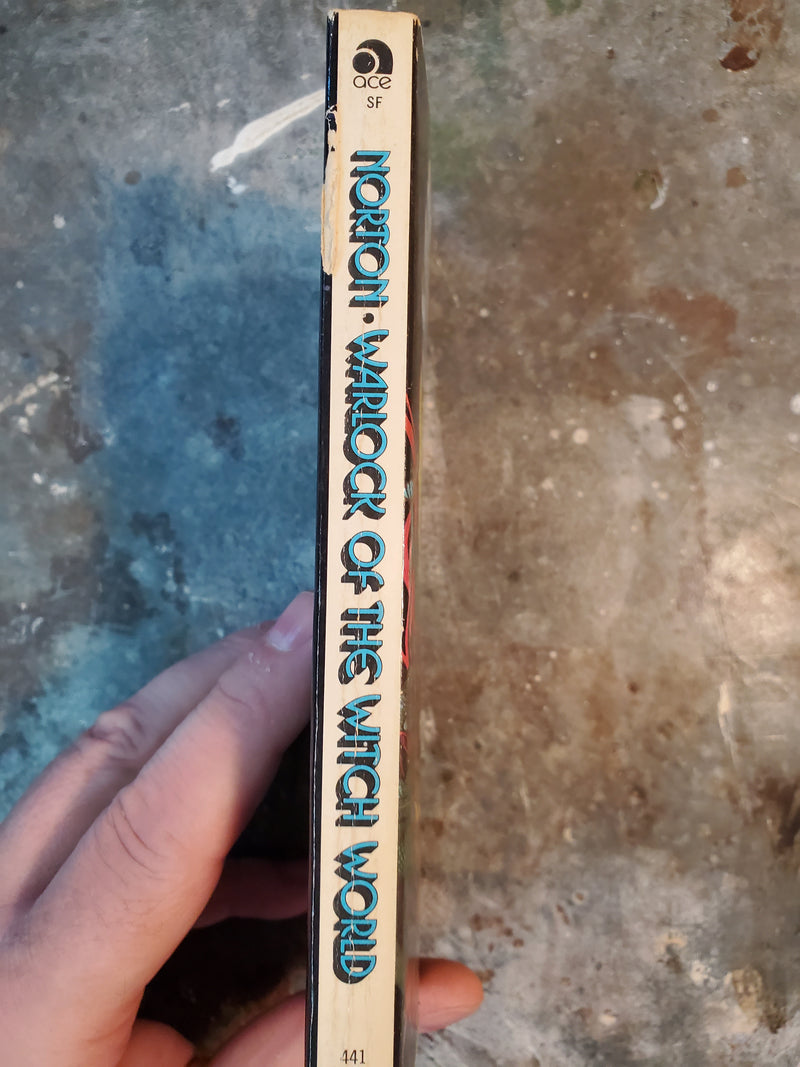 ace
SF
NORTON • WARLOCK OF THE WITCH WORLD
441